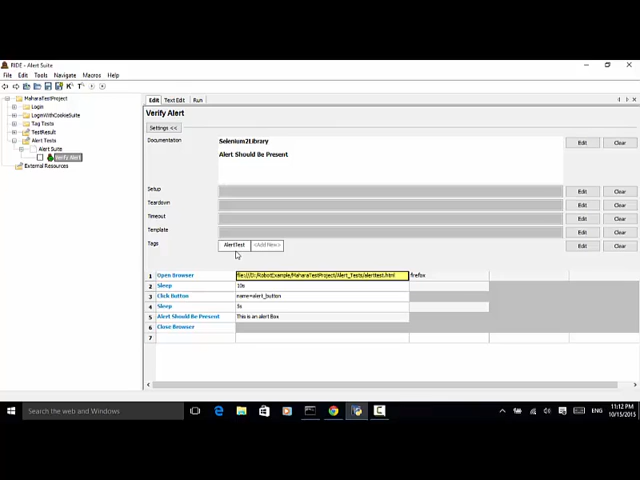 RIDE - Alert Suite
File Edit Tools Navigate Macros Help
MaharaTestProject
Login
LoginWithCookieSuite
Tag Tests
TestResult
Alert Tests
Alert Suite
Verify Alert
External Resources
Edit Text Edit Run
Verify Alert
Settings <<
Documentation Selenium2Library Edit Clear
Alert Should Be Present
Setup Edit Clear
Teardown Edit Clear
Timeout Edit Clear
Template Edit Clear
Tags AlertTest <Add New> Edit Clear
1 Open Browser file:///D:/RobotExample/MaharaTestProject/Alert_Tests/alerttest.html firefox
2 Sleep 10s
3 Click Button name=alert_button
4 Sleep
5 Alert Should Be Present This is an alert Box
6 Close Browser
7
Search the web and Windows
ENG
11:12 PM
10/15/2015